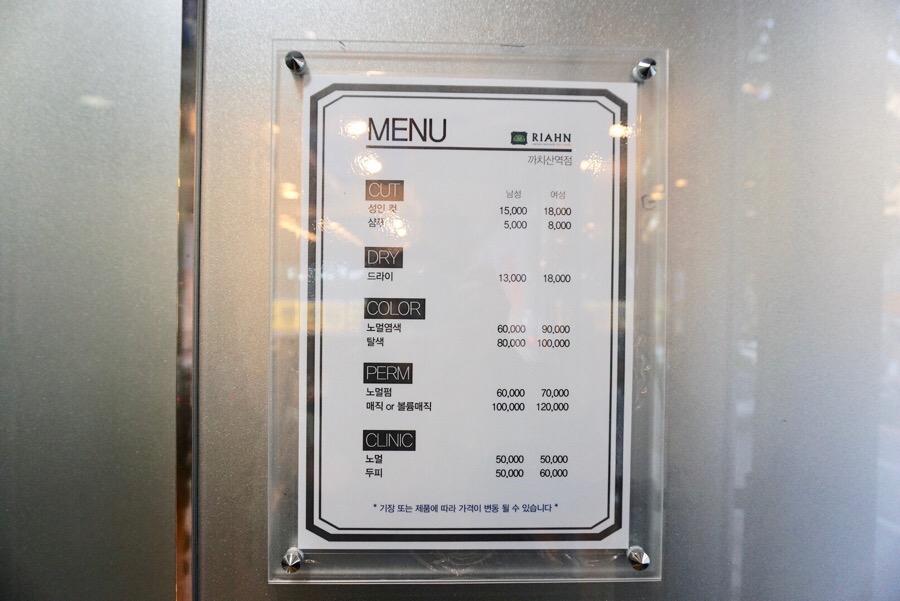 MENU
RIAHN
까치산역점
CUT 남성 여성
성인 컷 15,000 18,000
5,000 8,000
DRY
드라이 13,000 18,000
COLOR
노멀염색 60,000 90,000
탈색 80,000 100,000
PERM
노멀펌 60,000 70,000
매직 or 볼륨매직 100,000 120,000
CLINIC
노멀 50,000 50,000
두피 50,000 60,000
* 기장 또는 제품에 따라 가격이 변동 될 수 있습니다 *